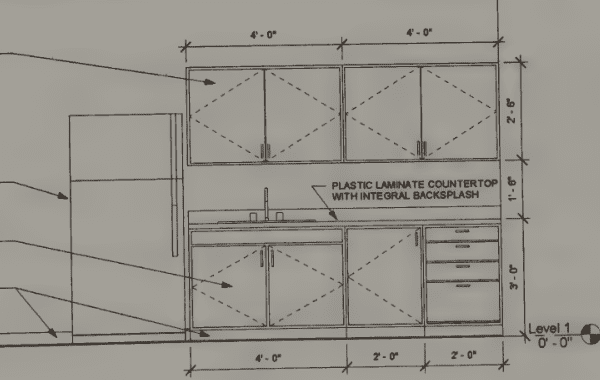 4' - 0"
4' - 0"
2' - 6"
PLASTIC LAMINATE COUNTERTOP
WITH INTEGRAL BACKSPLASH
1' - 6"
3' - 0"
Level 1
0' - 0"
4' - 0"
2' - 0"
2' - 0"